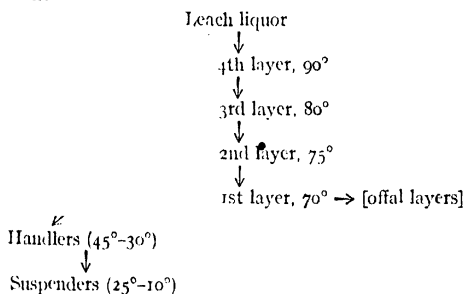 Leach liquor
4th layer, 90°
3rd layer, 80°
2nd layer, 75°
1st layer, 70° → [offal layers]
Handlers (45°–30°)
Suspenders (25°–10°)